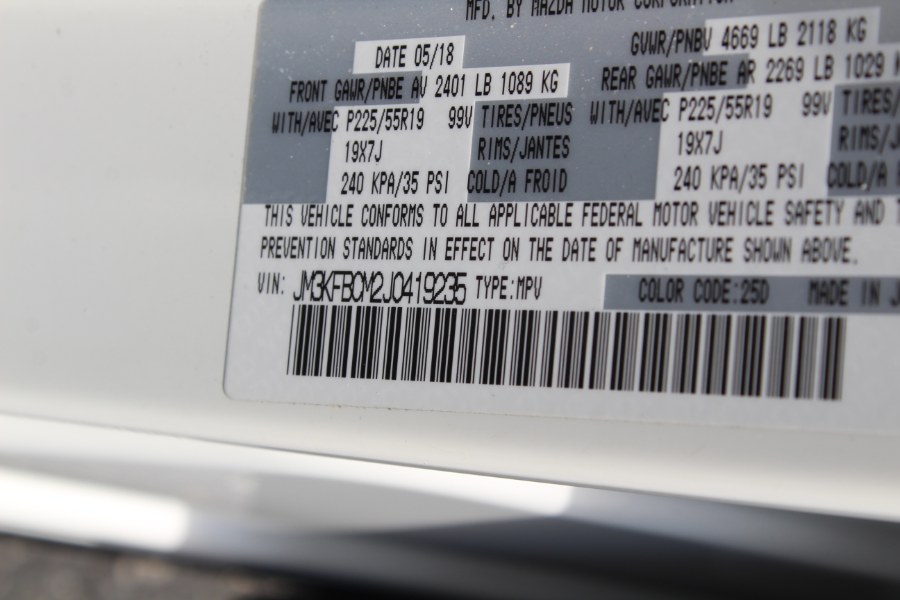 MFD. BY MAZDA MOTOR CORPORATION
DATE 05/18 GVWR/PNBV 4669 LB 2118 KG
FRONT GAWR/PNBE AV 2401 LB 1089 KG REAR GAWR/PNBE AR 2269 LB 1029 K
WITH/AVEC P225/55R19 99V TIRES/PNEUS WITH/AVEC P225/55R19 99V TIRES/
19X7J RIMS/JANTES 19X7J RIMS/JA
240 KPA/35 PSI COLD/A FROID 240 KPA/35 PSI COLD/A F
THIS VEHICLE CONFORMS TO ALL APPLICABLE FEDERAL MOTOR VEHICLE SAFETY AND T
PREVENTION STANDARDS IN EFFECT ON THE DATE OF MANUFACTURE SHOWN ABOVE.
VIN: JM3KFBCM2J0419235 TYPE:MPV COLOR CODE:25D MADE IN J